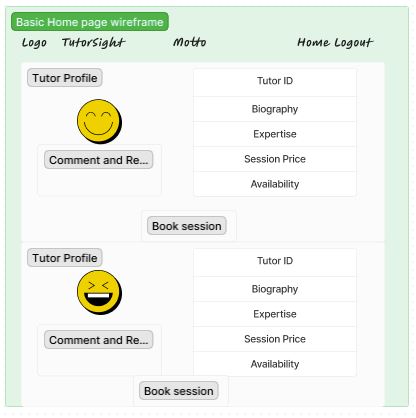 Basic Home page wireframe
Logo TutorSight Motto Home Logout
Tutor Profile
Comment and Re...
Tutor ID
Biography
Expertise
Session Price
Availability
Book session
Tutor Profile
Comment and Re...
Tutor ID
Biography
Expertise
Session Price
Availability
Book session